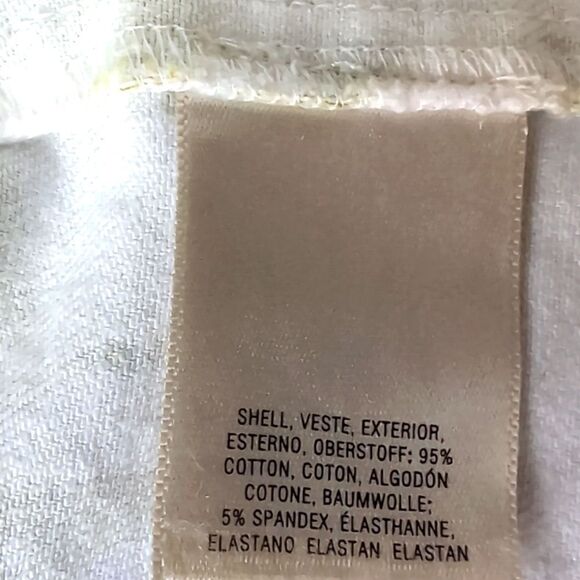 SHELL, VESTE, EXTERIOR,
ESTERNO, OBERSTOFF: 95%
COTTON, COTON, ALGODÓN
COTONE, BAUMWOLLE;
5% SPANDEX, ÉLASTHANNE,
ELASTANO ELASTAN ELASTAN